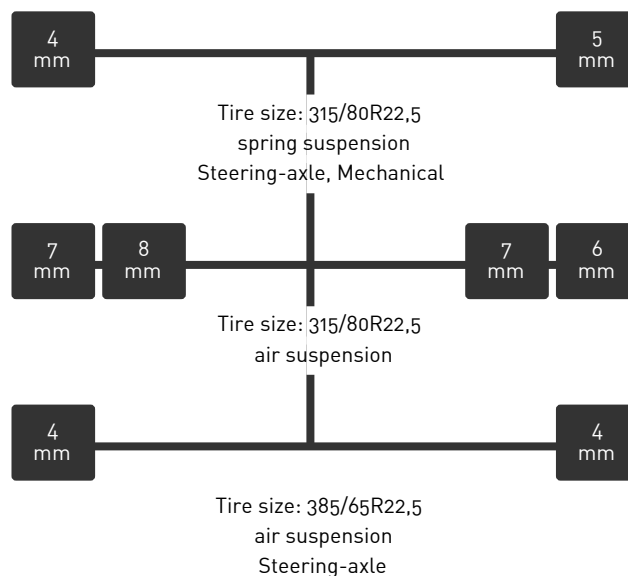 4 5
mm mm
Tire size: 315/80R22,5
spring suspension
Steering-axle, Mechanical
7 8 7 6
mm mm mm mm
Tire size: 315/80R22,5
air suspension
4 4
mm mm
Tire size: 385/65R22,5
air suspension
Steering-axle